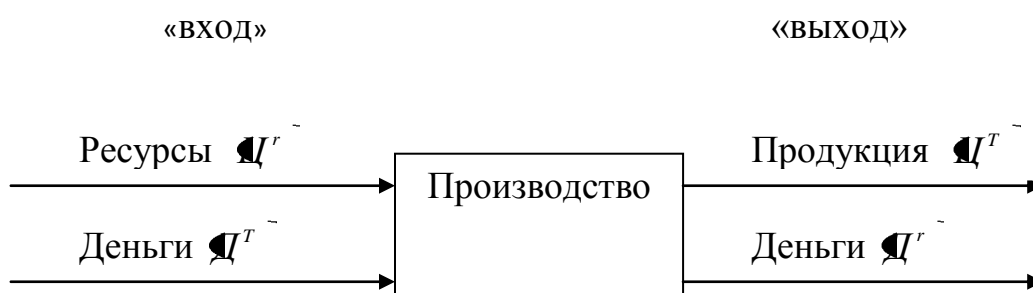 «вход» «выход»
Ресурсы Ц^r Продукция Ц^T
Производство
Деньги Д^T Деньги Д^r